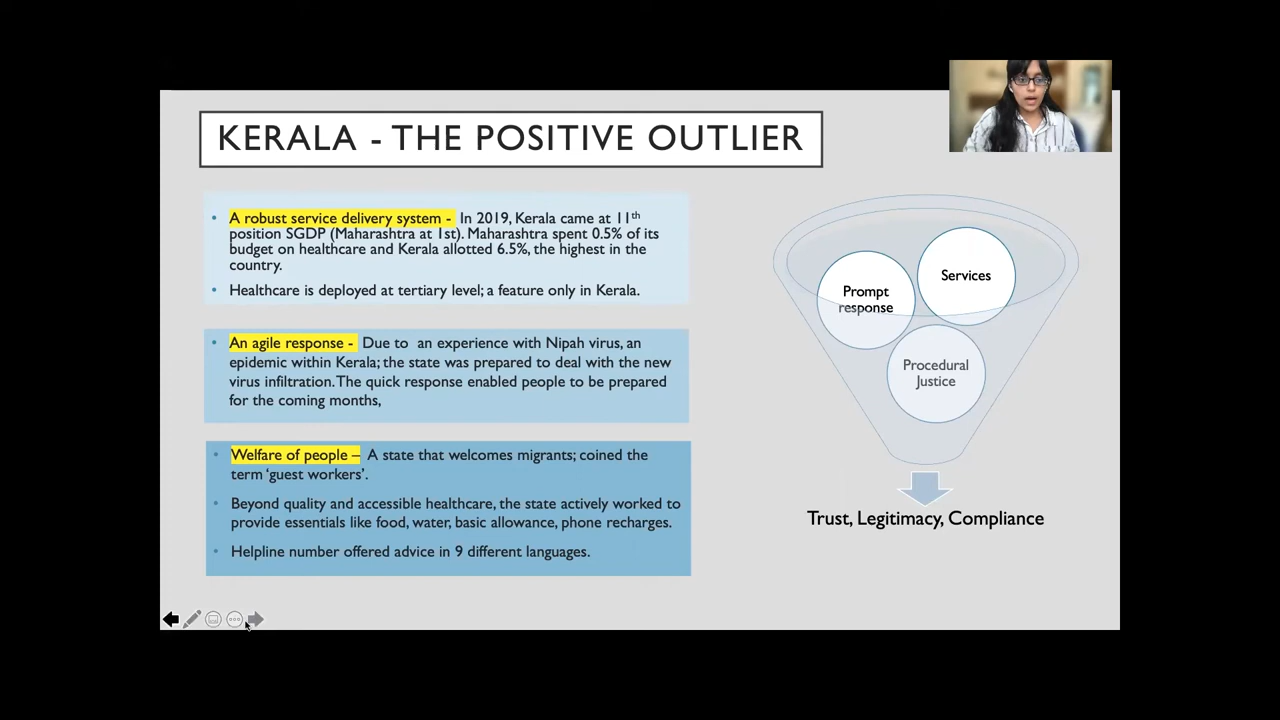 KERALA - THE POSITIVE OUTLIER
• A robust service delivery system - In 2019, Kerala came at 11th
position SGDP (Maharashtra at 1st). Maharashtra spent 0.5% of its
budget on healthcare and Kerala allotted 6.5%, the highest in the
country.
• Healthcare is deployed at tertiary level; a feature only in Kerala.
• An agile response - Due to an experience with Nipah virus, an
epidemic within Kerala; the state was prepared to deal with the new
virus infiltration. The quick response enabled people to be prepared
for the coming months,
• Welfare of people – A state that welcomes migrants; coined the
term ‘guest workers’.
• Beyond quality and accessible healthcare, the state actively worked to
provide essentials like food, water, basic allowance, phone recharges.
• Helpline number offered advice in 9 different languages.
Services
Prompt
response
Procedural
Justice
Trust, Legitimacy, Compliance